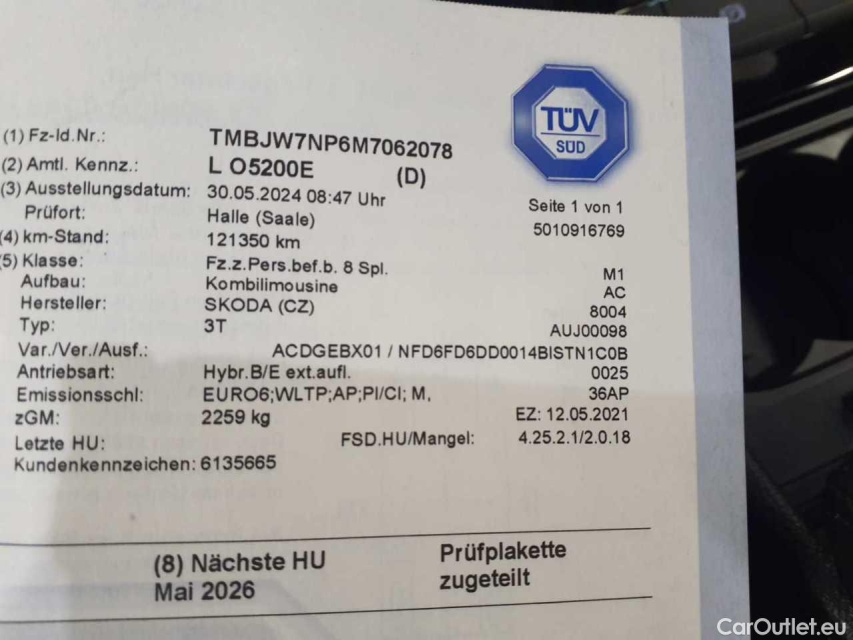 TÜV
SÜD
(1) Fz-Id.Nr.: TMBJW7NP6M7062078
(2) Amtl. Kennz.: L O5200E (D)
(3) Ausstellungsdatum: 30.05.2024 08:47 Uhr Seite 1 von 1
Prüfort: Halle (Saale) 5010916769
(4) km-Stand: 121350 km
(5) Klasse: Fz.z.Pers.bef.b. 8 Spl. M1
Aufbau: Kombilimousine AC
Hersteller: SKODA (CZ) 8004
Typ: 3T AUJ00098
Var./Ver./Ausf.: ACDGEBX01 / NFD6FD6DD0014BISTN1C0B
Antriebsart: Hybr.B/E ext.aufl. 0025
Emissionsschl: EURO6;WLTP;AP;PI/CI; M, 36AP
zGM: 2259 kg EZ: 12.05.2021
Letzte HU: FSD.HU/Mangel: 4.25.2.1/2.0.18
Kundenkennzeichen: 6135665
(8) Nächste HU Prüfplakette
Mai 2026 zugeteilt
CarOutlet.eu